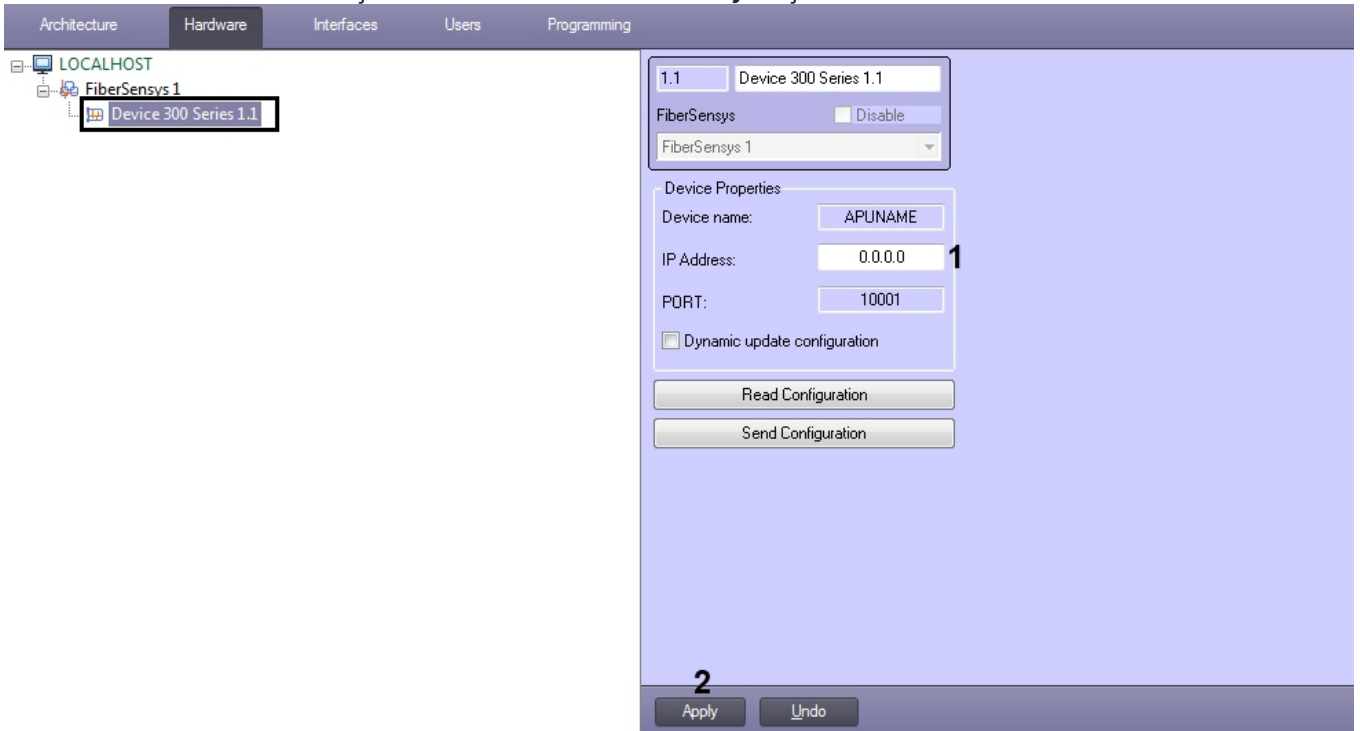 Architecture Hardware Interfaces Users Programming
LOCALHOST
FiberSensys 1
Device 300 Series 1.1
1.1 Device 300 Series 1.1
FiberSensys Disable
FiberSensys 1
Device Properties
Device name: APUNAME
IP Address: 0.0.0.0 1
PORT: 10001
Dynamic update configuration
Read Configuration
Send Configuration
2
Apply Undo